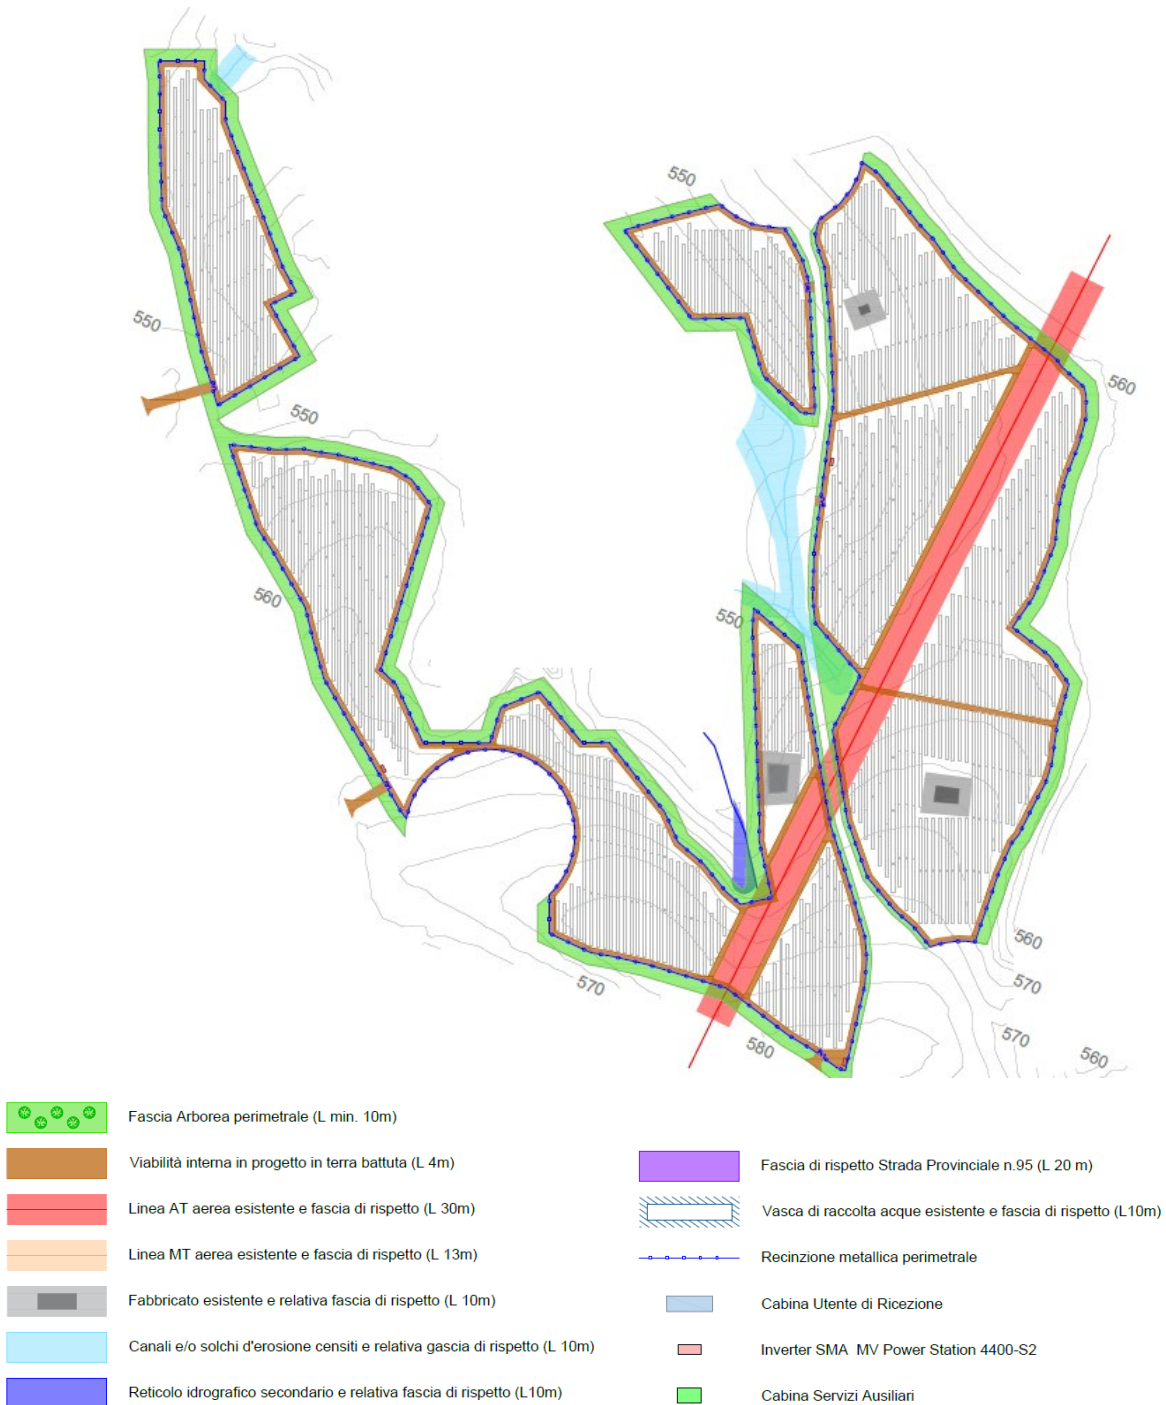 550
550
560
550
550
560
550
570
580
560
570
570
560
Fascia Arborea perimetrale (L min. 10m)
Viabilità interna in progetto in terra battuta (L 4m)
Linea AT aerea esistente e fascia di rispetto (L 30m)
Linea MT aerea esistente e fascia di rispetto (L 13m)
Fabbricato esistente e relativa fascia di rispetto (L 10m)
Canali e/o solchi d'erosione censiti e relativa gascia di rispetto (L 10m)
Reticolo idrografico secondario e relativa fascia di rispetto (L10m)
Fascia di rispetto Strada Provinciale n.95 (L 20 m)
Vasca di raccolta acque esistente e fascia di rispetto (L10m)
Recinzione metallica perimetrale
Cabina Utente di Ricezione
Inverter SMA MV Power Station 4400-S2
Cabina Servizi Ausiliari